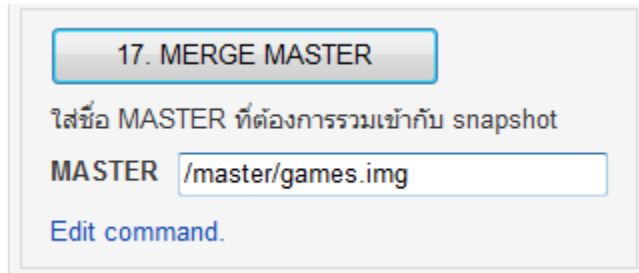 17. MERGE MASTER
ใส่ชื่อ MASTER ที่ต้องการรวมเข้ากับ snapshot
MASTER /master/games.img
Edit command.